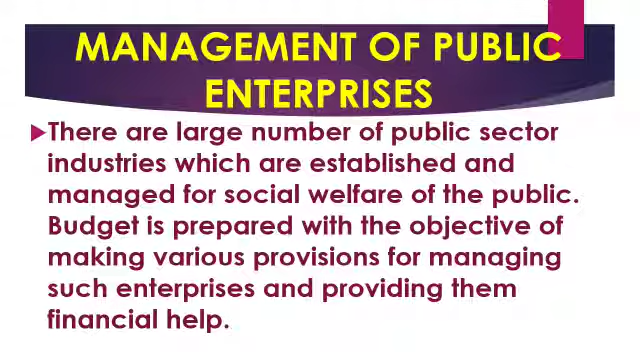 MANAGEMENT OF PUBLIC
ENTERPRISES
There are large number of public sector
industries which are established and
managed for social welfare of the public.
Budget is prepared with the objective of
making various provisions for managing
such enterprises and providing them
financial help.